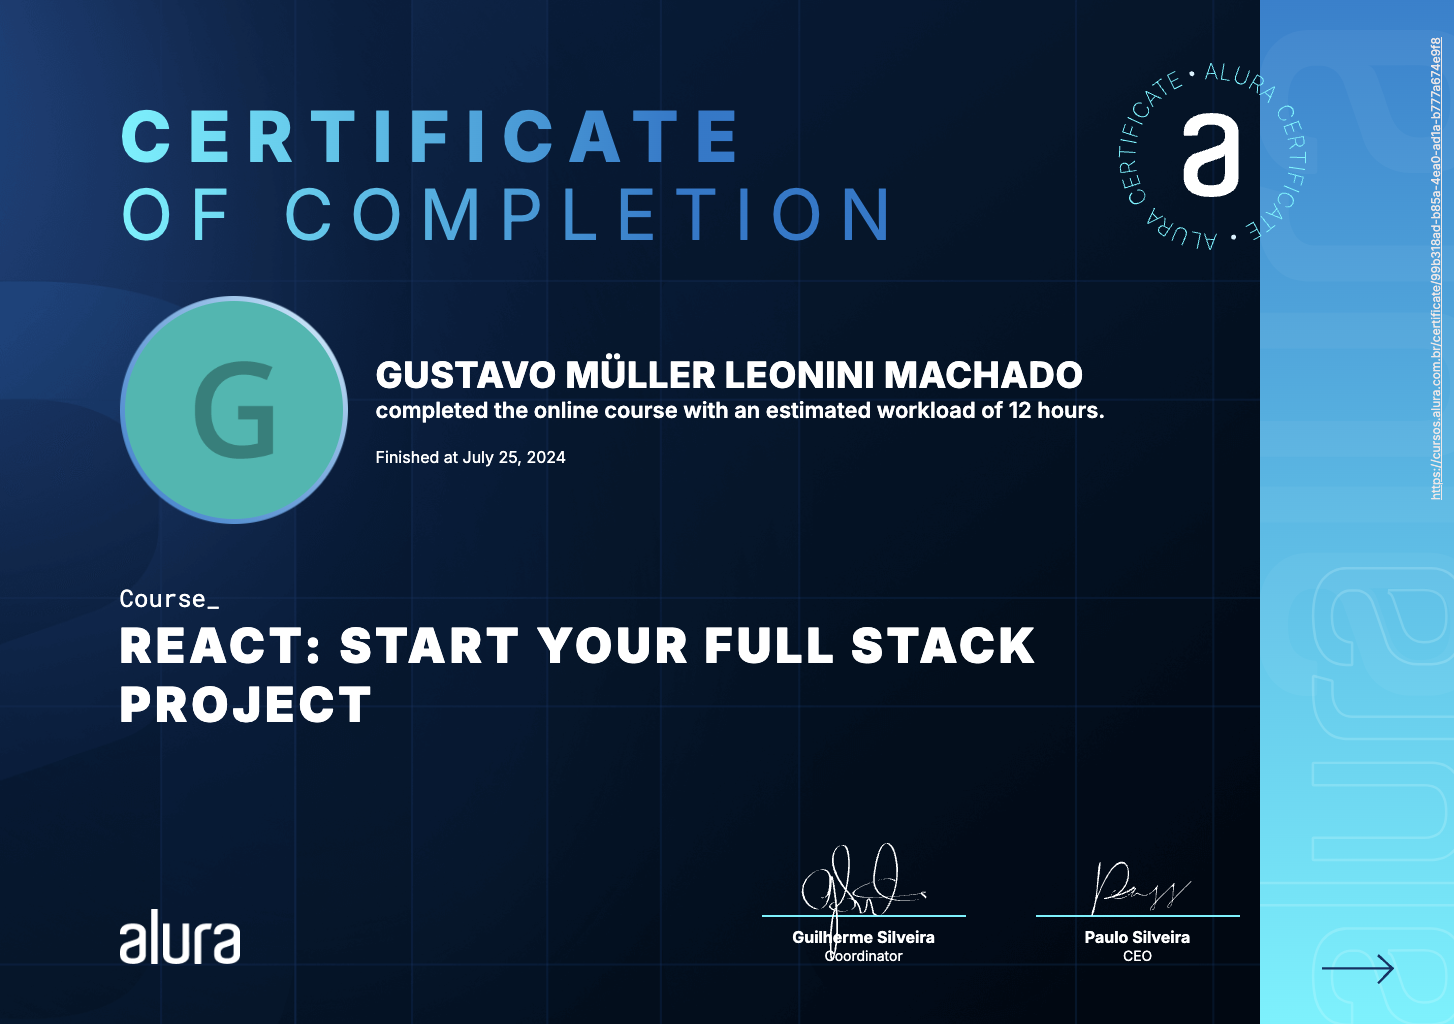 CERTIFICATE
OF COMPLETION
ALURA CERTIFICATE • ALURA CERTIFICATE •
a
G
GUSTAVO MÜLLER LEONINI MACHADO
completed the online course with an estimated workload of 12 hours.
Finished at July 25, 2024
Course_
REACT: START YOUR FULL STACK
PROJECT
alura
Guilherme Silveira
Coordinator
Paulo Silveira
CEO
https://cursos.alura.com.br/certificate/99b318ad-b85a-4ea0-ad1a-b777a674e9f8
alura